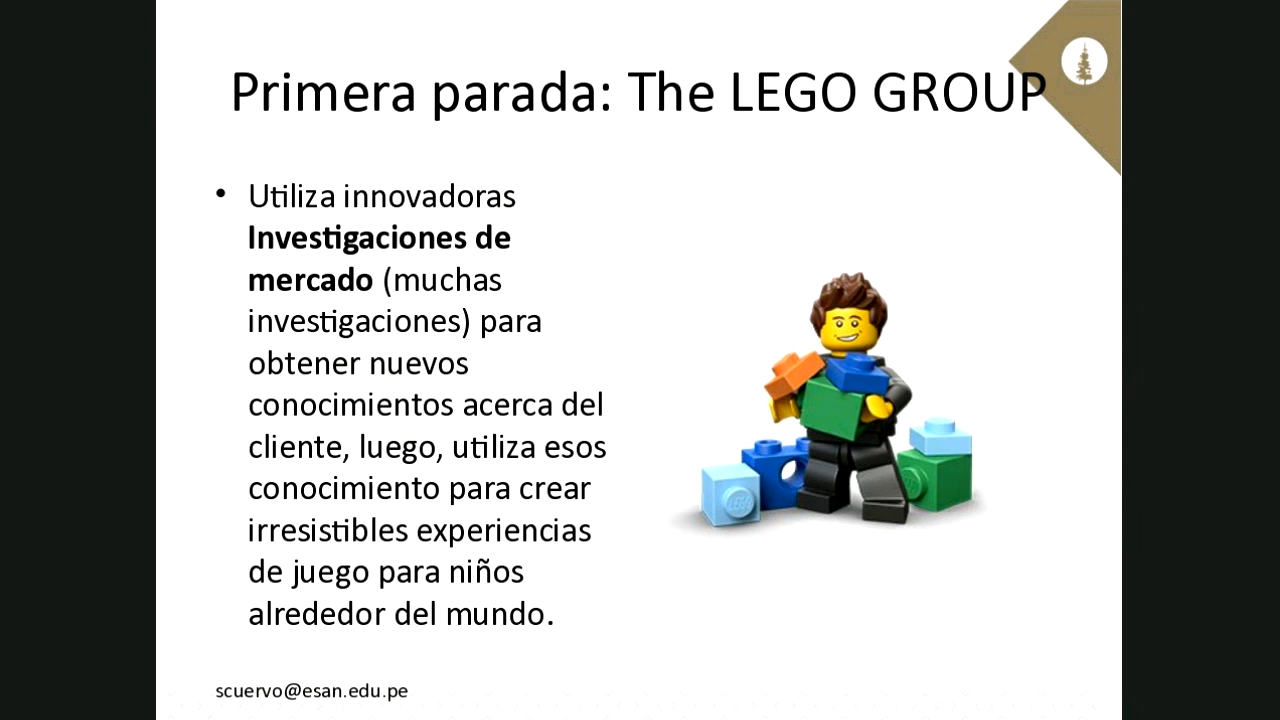 Primera parada: The LEGO GROUP
• Utiliza innovadoras
Investigaciones de
mercado (muchas
investigaciones) para
obtener nuevos
conocimientos acerca del
cliente, luego, utiliza esos
conocimiento para crear
irresistibles experiencias
de juego para niños
alrededor del mundo.
LEGO
scuervo@esan.edu.pe